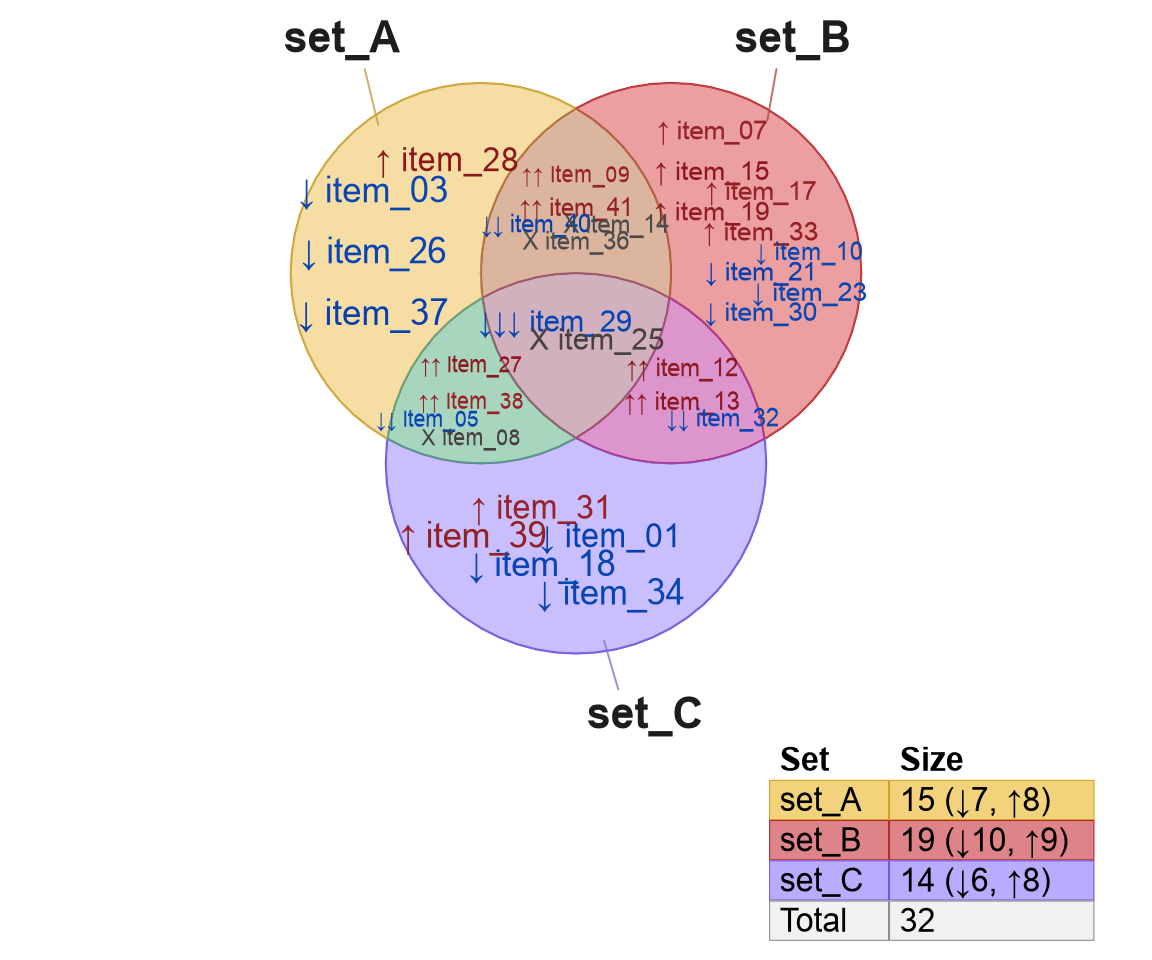 set_A
set_B
↑ item_07
↑ item_28
↑ item_15
↑↑ Item_09
↓ item_03
↑ item_17
↑↑ item_41
↑ item_19
↓↓ item_40
X item_14
↑ item_33
X item_36
↓ item_26
↓ item_10
↓ item_21
↓ item_23
↓ item_37
↓ item_30
↓↓↓ item_29
X item_25
↑↑ Item_27
↑↑ item_12
↑↑ Item_38
↑↑ item_13
↓↓ Item_05
↓↓ item_32
X Item_08
↑ item_31
↑ item_39
↓ item_01
↓ item_18
↓ item_34
set_C
Set Size
set_A 15 (↓7, ↑8)
set_B 19 (↓10, ↑9)
set_C 14 (↓6, ↑8)
Total 32